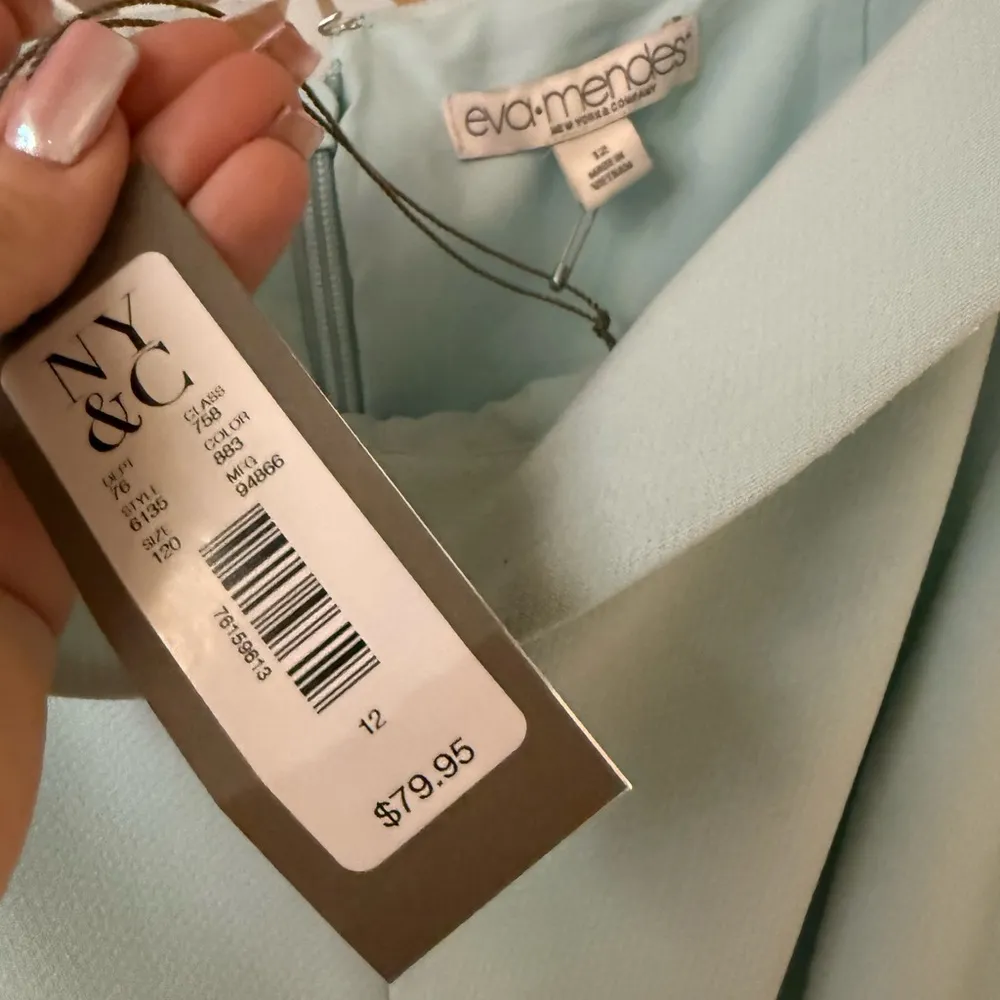 eva•mendes
NEW YORK & COMPANY
12
MADE IN
VIETNAM
NY
&C
DEPT
76
CLASS
758
STYLE
6135
COLOR
883
SIZE
120
MFG
94866
76159613
12
$79.95